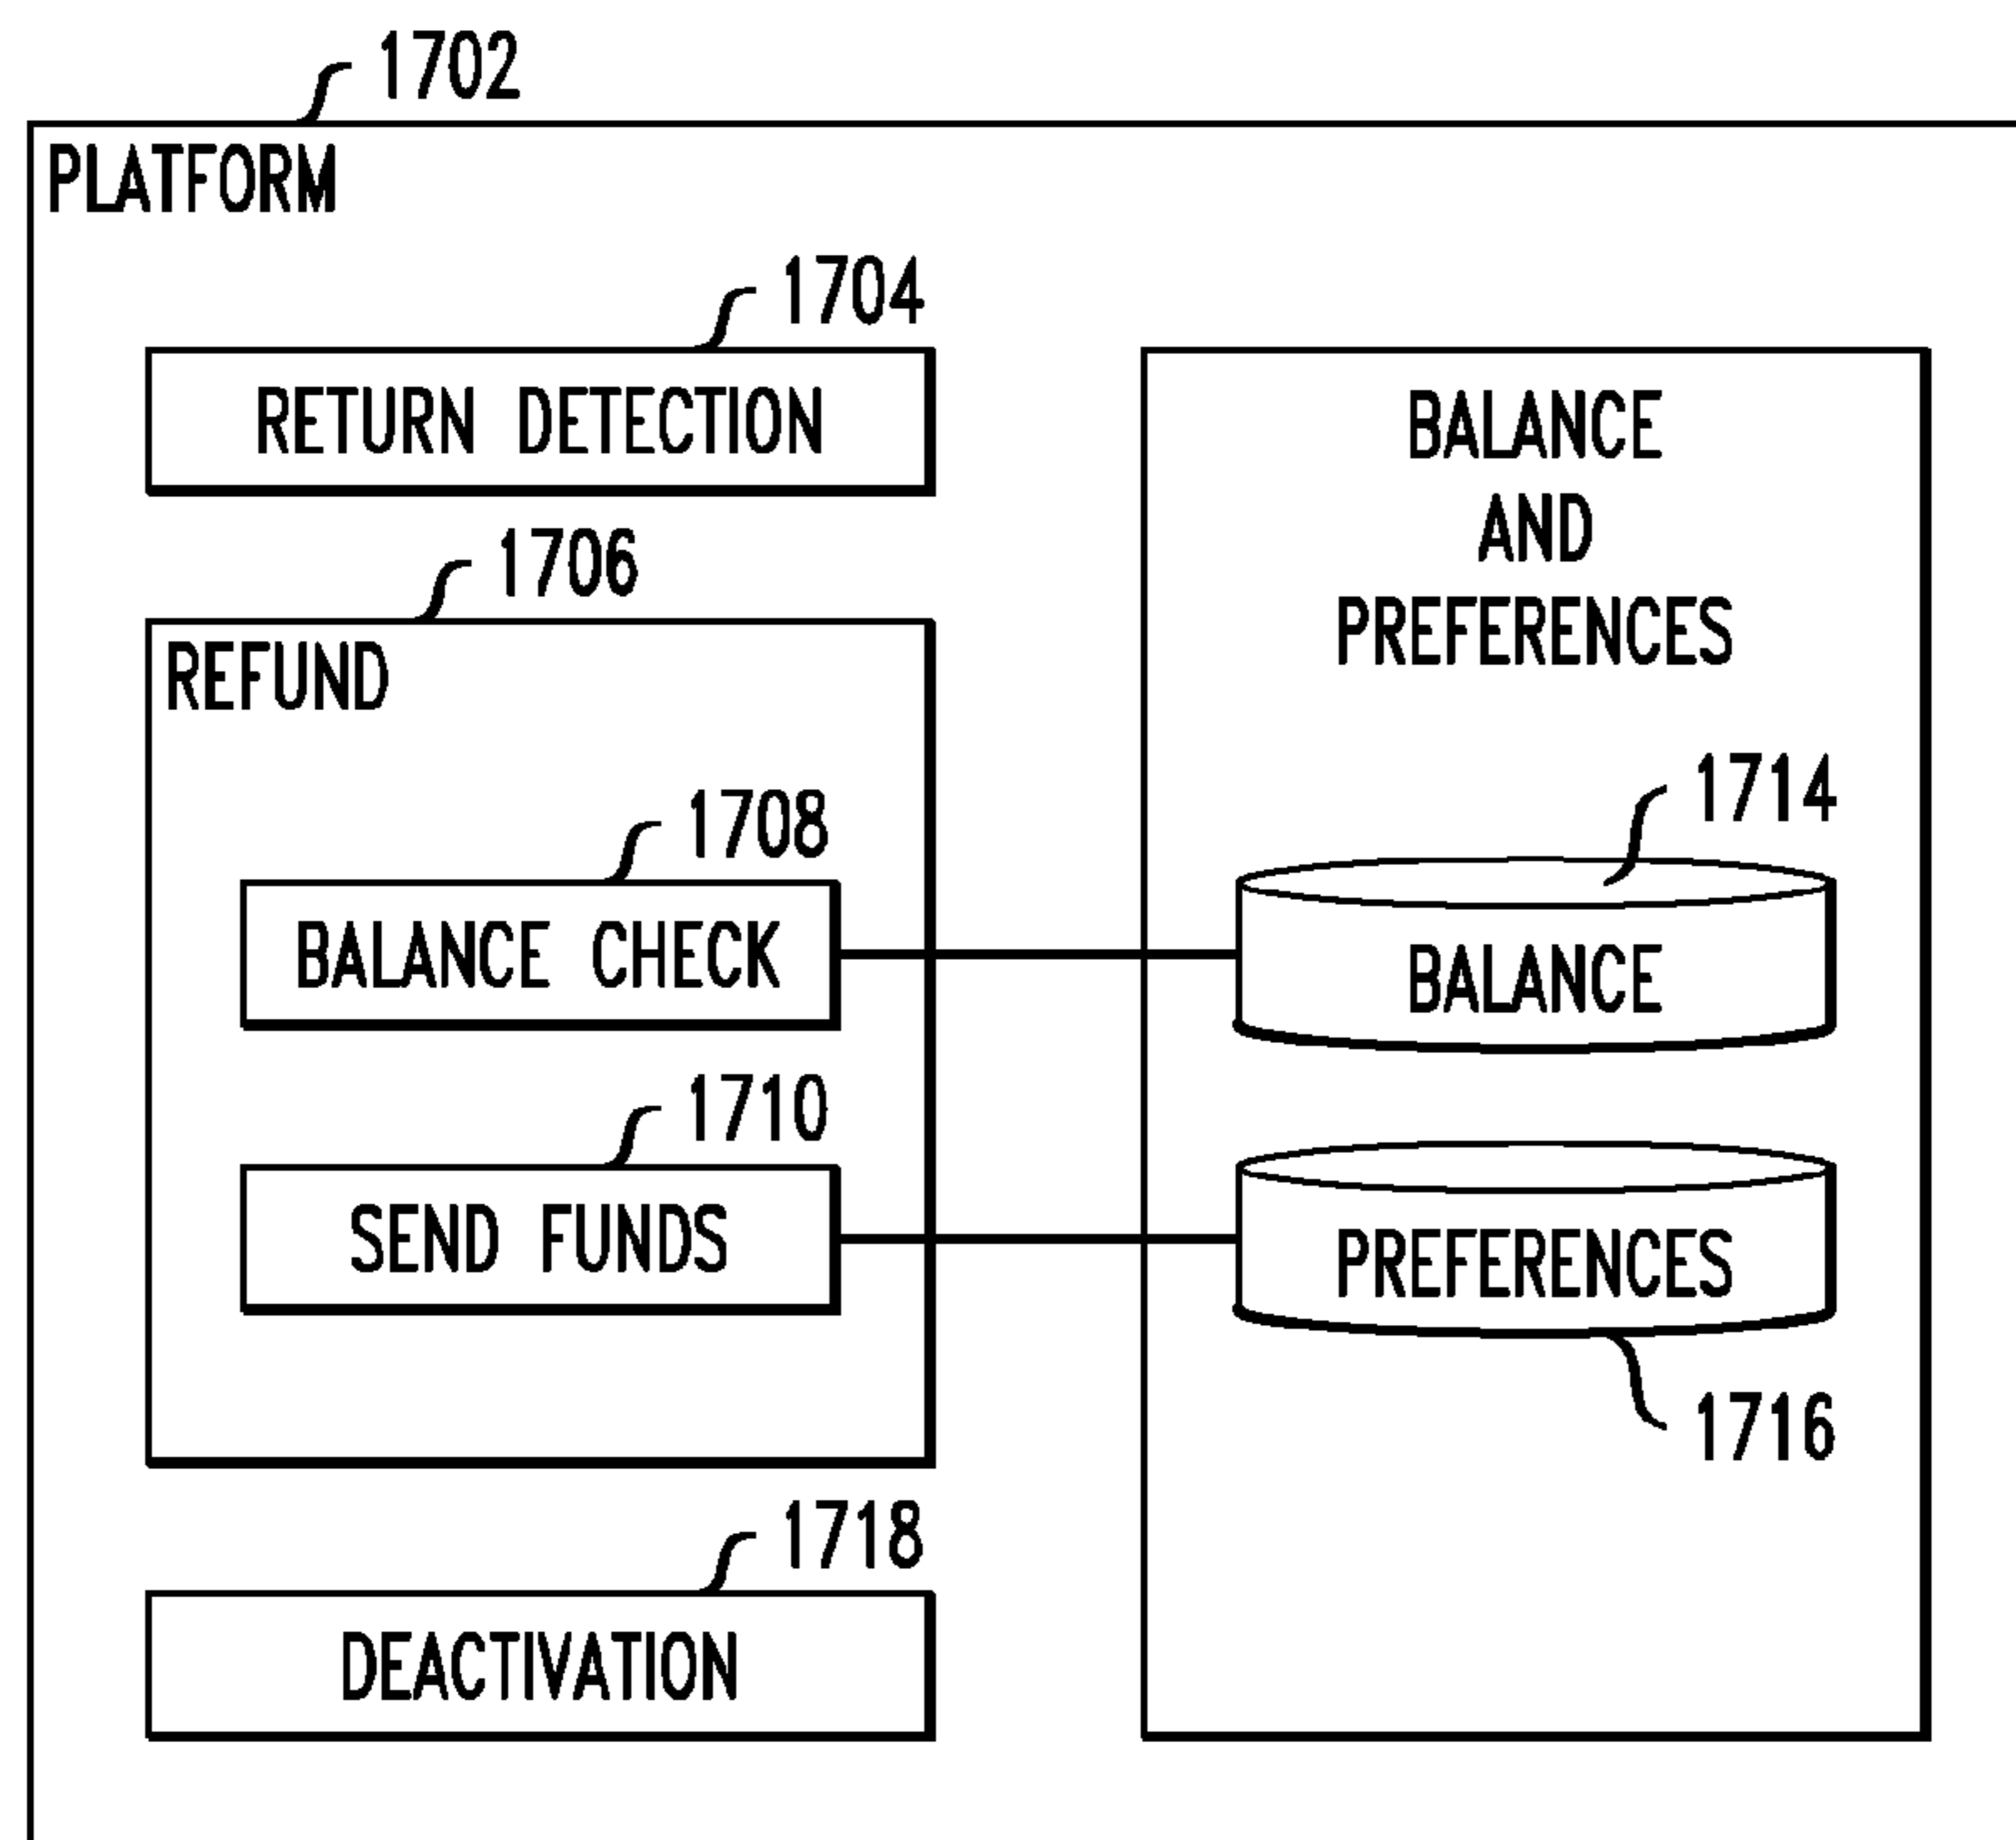 1702
PLATFORM
1704
RETURN DETECTION
1706
REFUND
1708
BALANCE CHECK
1710
SEND FUNDS
1718
DEACTIVATION
BALANCE
AND
PREFERENCES
1714
BALANCE
PREFERENCES
1716